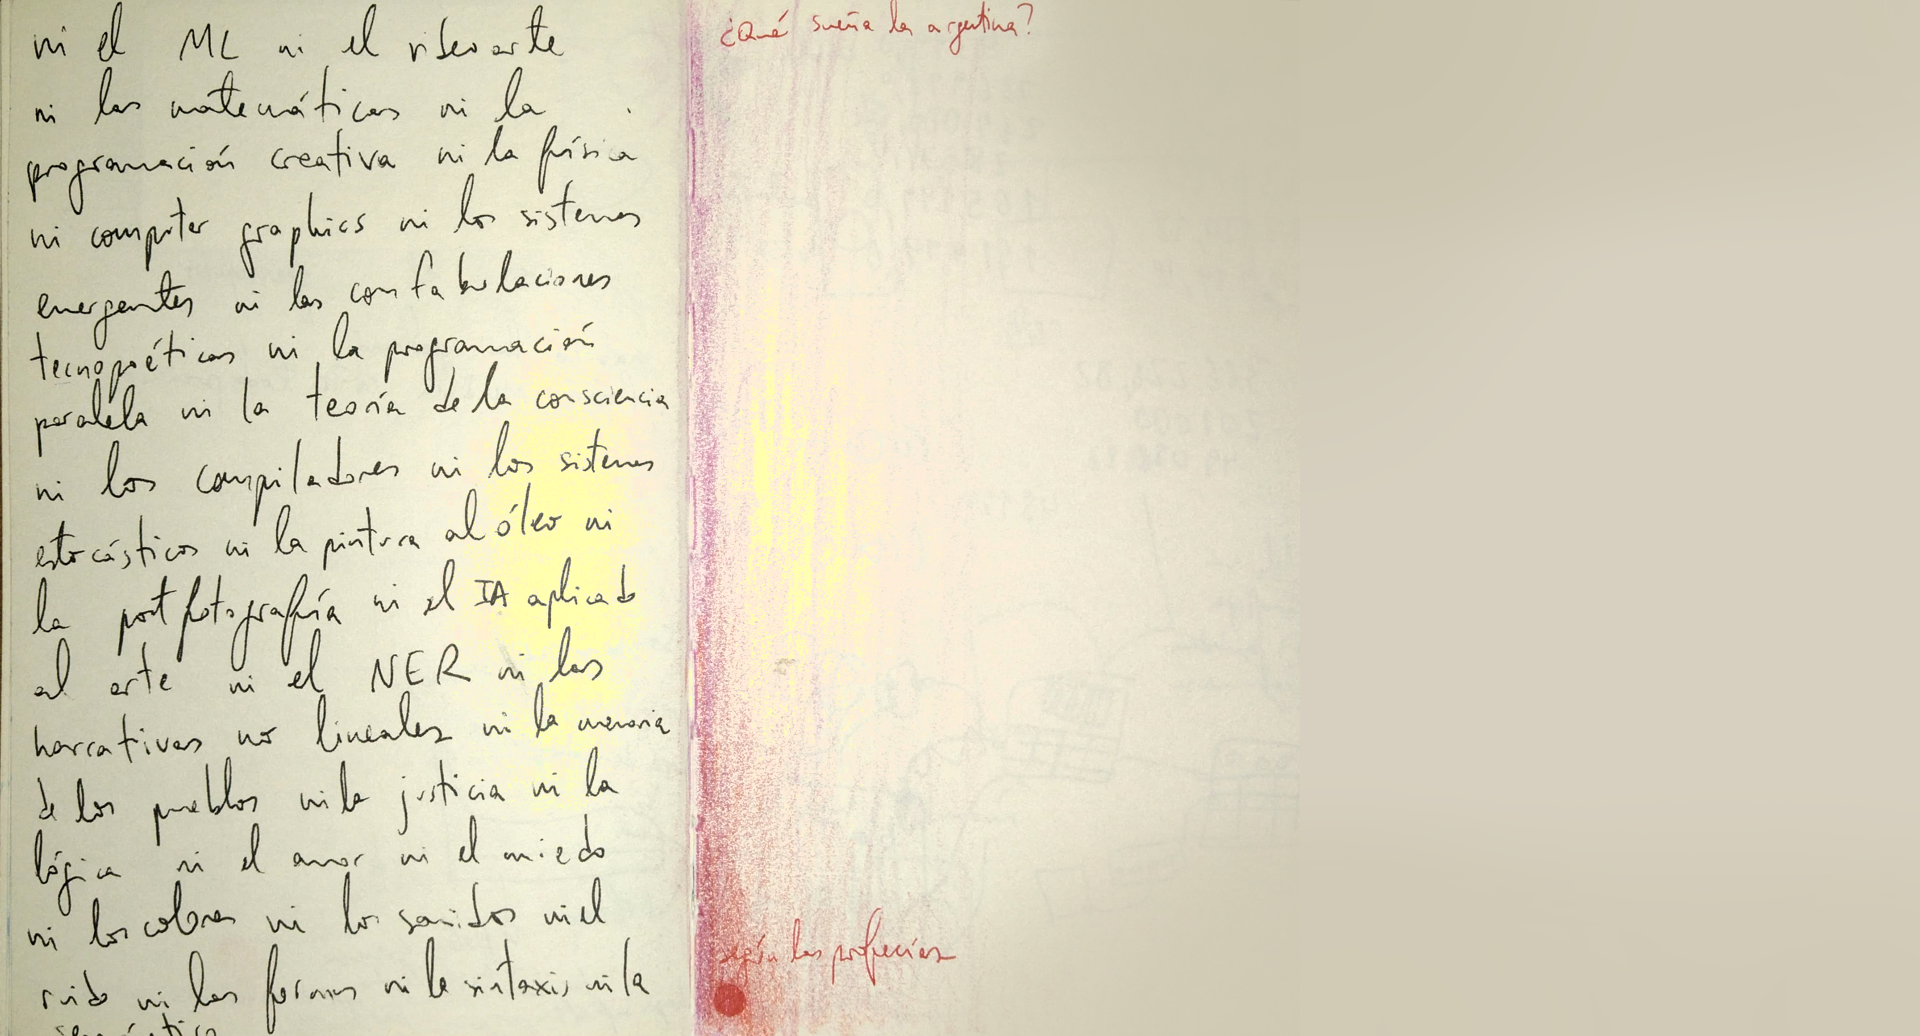 ni el ML ni el videoarte
ni las matemáticas ni la
programación creativa ni la física
ni computer graphics ni los sistemas
emergentes ni las confabulaciones
tecnopoéticas ni la programación
paralela ni la teoría de la consciencia
ni los compiladores ni los sistemas
estocásticos ni la pintura al óleo ni
la postfotografía ni el IA aplicado
al arte ni el NER ni las
narrativas no lineales ni la memoria
de los pueblos ni la justicia ni la
lógica ni el amor ni el miedo
ni los colores ni los sonidos ni el
ruido ni las formas ni la sintaxis ni la
semántica
¿Qué sueña la argentina?
según las profecías